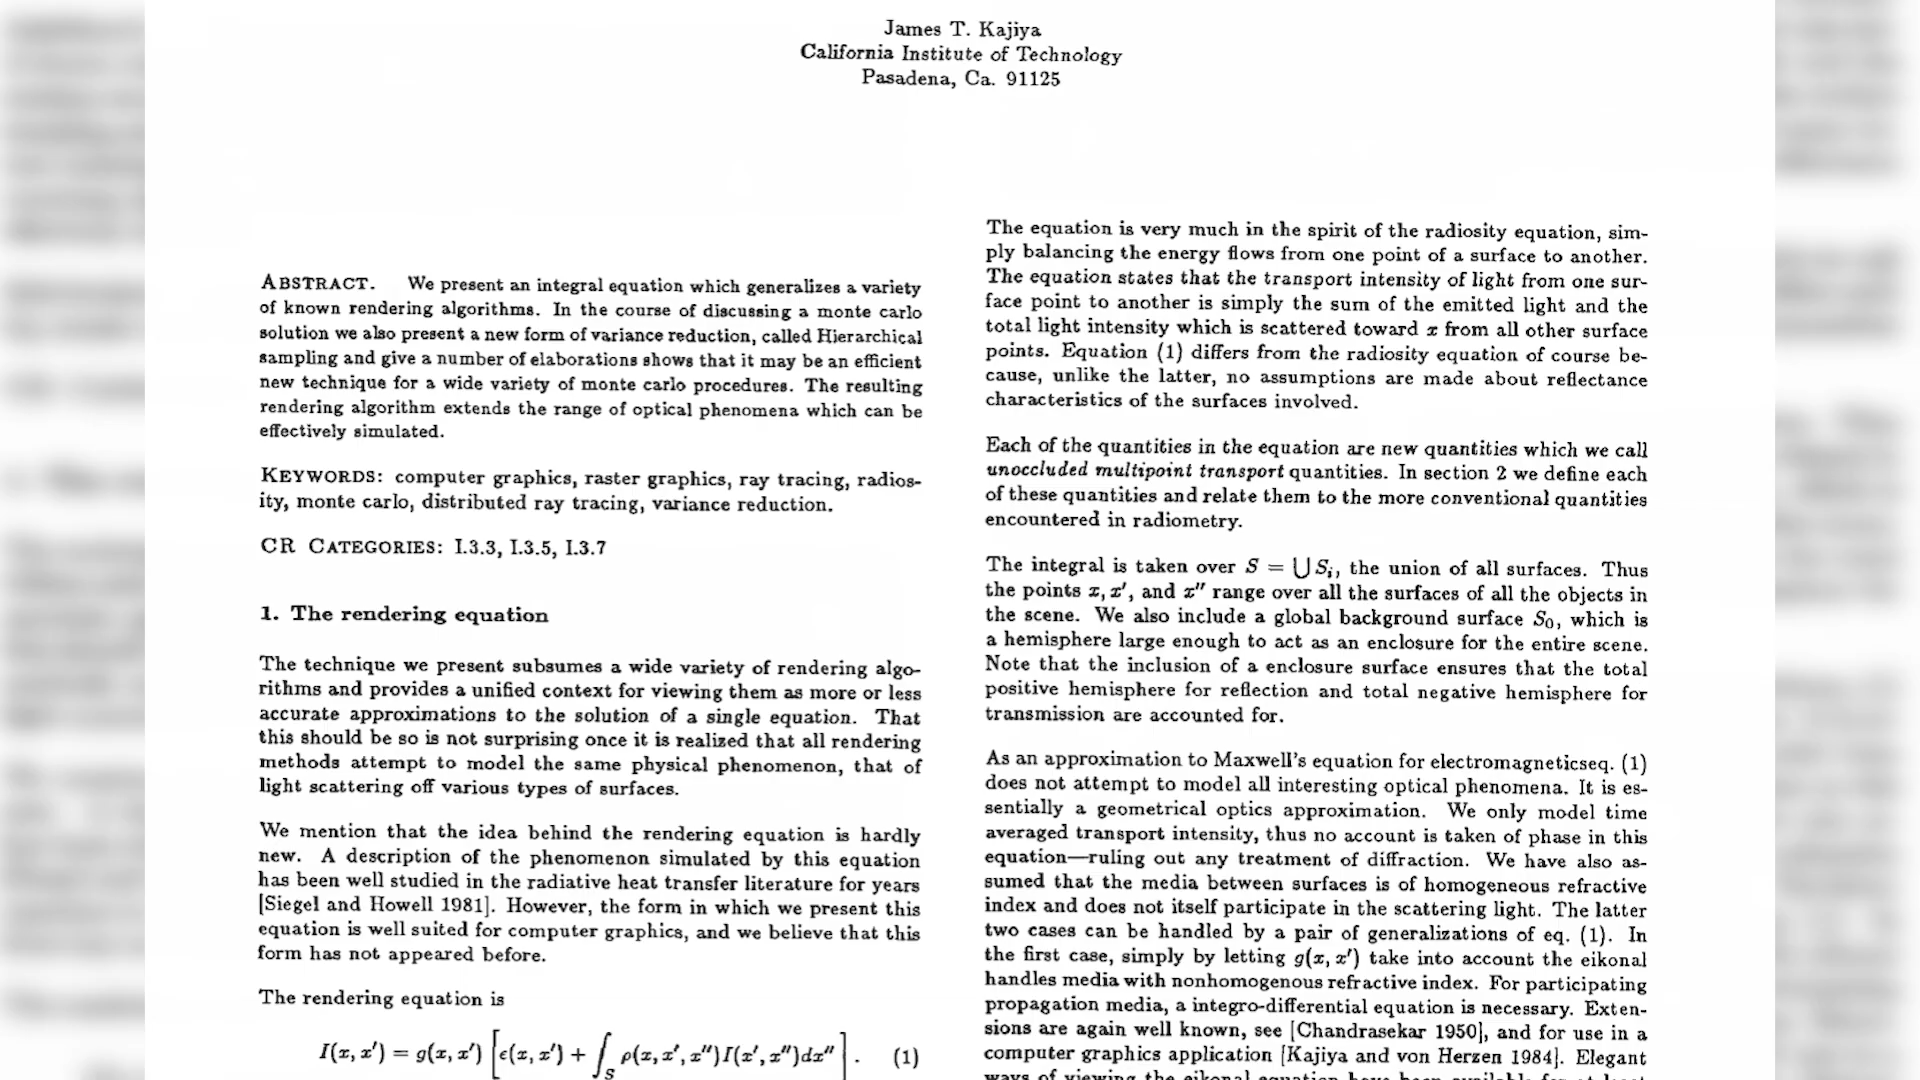 James T. Kajiya
California Institute of Technology
Pasadena, Ca. 91125
ABSTRACT. We present an integral equation which generalizes a variety
of known rendering algorithms. In the course of discussing a monte carlo
solution we also present a new form of variance reduction, called Hierarchical
sampling and give a number of elaborations shows that it may be an efficient
new technique for a wide variety of monte carlo procedures. The resulting
rendering algorithm extends the range of optical phenomena which can be
effectively simulated.
KEYWORDS: computer graphics, raster graphics, ray tracing, radios-
ity, monte carlo, distributed ray tracing, variance reduction.
CR CATEGORIES: I.3.3, I.3.5, I.3.7
1. The rendering equation
The technique we present subsumes a wide variety of rendering algo-
rithms and provides a unified context for viewing them as more or less
accurate approximations to the solution of a single equation. That
this should be so is not surprising once it is realized that all rendering
methods attempt to model the same physical phenomenon, that of
light scattering off various types of surfaces.
We mention that the idea behind the rendering equation is hardly
new. A description of the phenomenon simulated by this equation
has been well studied in the radiative heat transfer literature for years
[Siegel and Howell 1981]. However, the form in which we present this
equation is well suited for computer graphics, and we believe that this
form has not appeared before.
The rendering equation is
I(x, x′) = g(x, x′) [ϵ(x, x′) + ∫S ρ(x, x′, x″)I(x′, x″)dx″]. (1)
The equation is very much in the spirit of the radiosity equation, sim-
ply balancing the energy flows from one point of a surface to another.
The equation states that the transport intensity of light from one sur-
face point to another is simply the sum of the emitted light and the
total light intensity which is scattered toward x from all other surface
points. Equation (1) differs from the radiosity equation of course be-
cause, unlike the latter, no assumptions are made about reflectance
characteristics of the surfaces involved.
Each of the quantities in the equation are new quantities which we call
unoccluded multipoint transport quantities. In section 2 we define each
of these quantities and relate them to the more conventional quantities
encountered in radiometry.
The integral is taken over S = ⋃ Si, the union of all surfaces. Thus
the points x, x′, and x″ range over all the surfaces of all the objects in
the scene. We also include a global background surface S0, which is
a hemisphere large enough to act as an enclosure for the entire scene.
Note that the inclusion of a enclosure surface ensures that the total
positive hemisphere for reflection and total negative hemisphere for
transmission are accounted for.
As an approximation to Maxwell's equation for electromagneticseq. (1)
does not attempt to model all interesting optical phenomena. It is es-
sentially a geometrical optics approximation. We only model time
averaged transport intensity, thus no account is taken of phase in this
equation—ruling out any treatment of diffraction. We have also as-
sumed that the media between surfaces is of homogeneous refractive
index and does not itself participate in the scattering light. The latter
two cases can be handled by a pair of generalizations of eq. (1). In
the first case, simply by letting g(x, x′) take into account the eikonal
handles media with nonhomogenous refractive index. For participating
propagation media, a integro-differential equation is necessary. Exten-
sions are again well known, see [Chandrasekar 1950], and for use in a
computer graphics application [Kajiya and von Herzen 1984]. Elegant
ways of viewing the eikonal equation have been available for at least